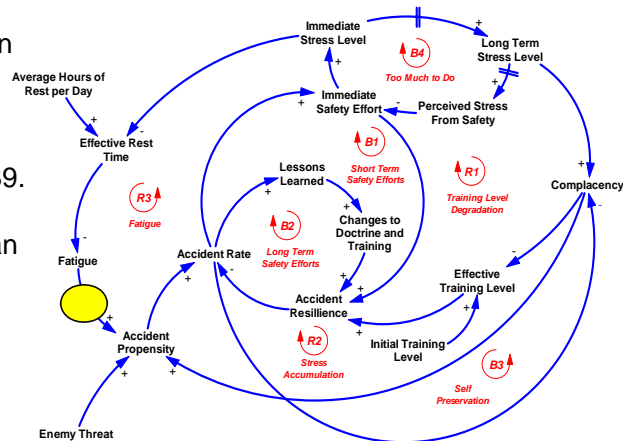 n
9.
an
Immediate
Stress Level
+
B4
Too Much to Do
+
Long Term
Stress Level
+
Average Hours of
Rest per Day
+
-
Effective Rest
Time
+
Immediate
Safety Effort
-
Perceived Stress
From Safety
B1
Short Term
Safety Efforts
R1
Training Level
Degradation
+
Complacency
-
R3
Fatigue
Lessons
Learned
+
+
Changes to
Doctrine and
Training
B2
Long Term
Safety Efforts
-
Fatigue
Accident Rate
-
+
+
+
Accident
Resillience
+
-
Effective
Training Level
+
Initial Training
Level
+
Accident
Propensity
+
+
R2
Stress
Accumulation
B3
Self
Preservation
Enemy Threat